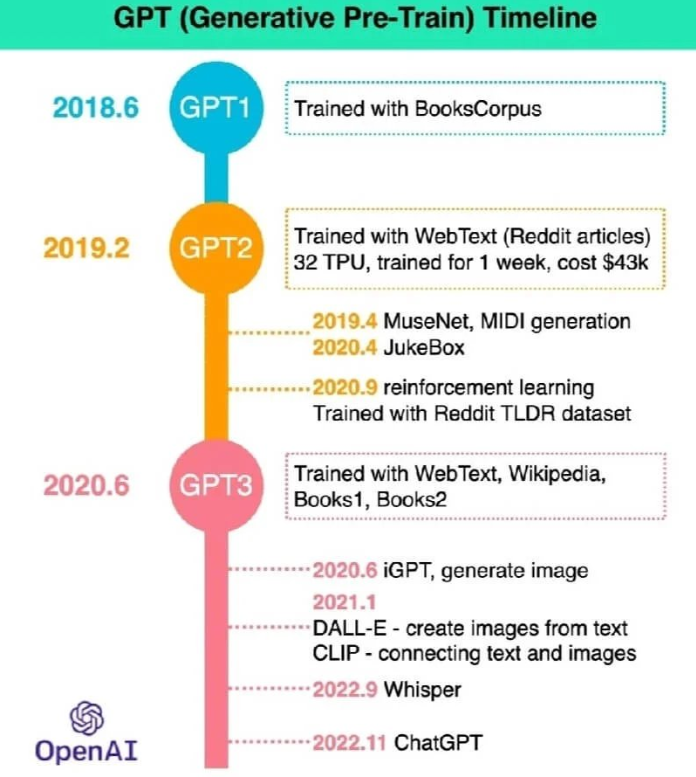 GPT (Generative Pre-Train) Timeline
2018.6 GPT1 Trained with BooksCorpus
2019.2 GPT2 Trained with WebText (Reddit articles)
32 TPU, trained for 1 week, cost $43k
2019.4 MuseNet, MIDI generation
2020.4 JukeBox
2020.9 reinforcement learning
Trained with Reddit TLDR dataset
2020.6 GPT3 Trained with WebText, Wikipedia,
Books1, Books2
2020.6 iGPT, generate image
2021.1
DALL-E - create images from text
CLIP - connecting text and images
2022.9 Whisper
2022.11 ChatGPT
OpenAI